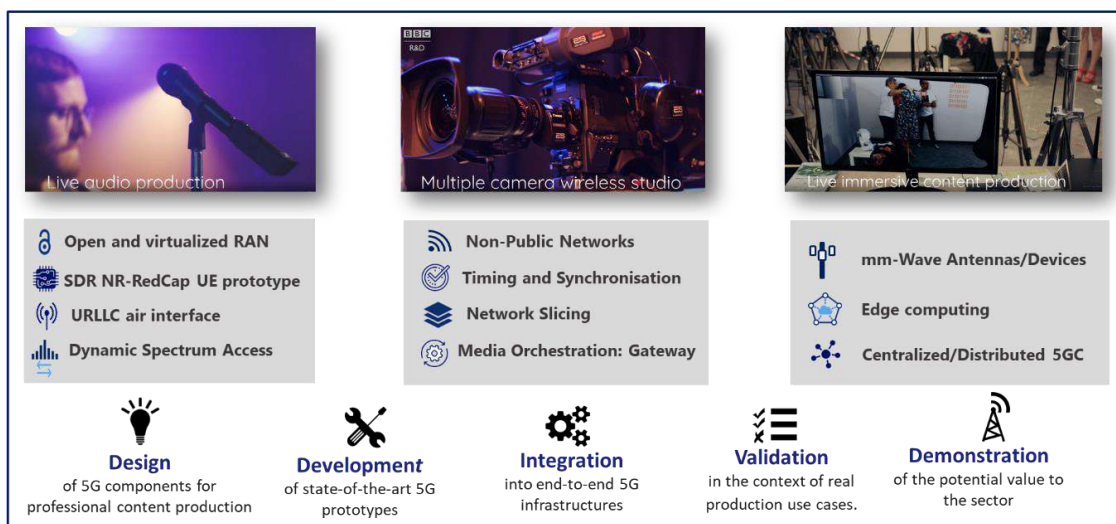 BBC
R&D
Live audio production
Multiple camera wireless studio
Live immersive content production
Open and virtualized RAN
SDR NR-RedCap UE prototype
URLLC air interface
Dynamic Spectrum Access
Non-Public Networks
Timing and Synchronisation
Network Slicing
Media Orchestration: Gateway
mm-Wave Antennas/Devices
Edge computing
Centralized/Distributed 5GC
Design
of 5G components for
professional content production
Development
of state-of-the-art 5G
prototypes
Integration
into end-to-end 5G
infrastructures
Validation
in the context of real
production use cases.
Demonstration
of the potential value to
the sector